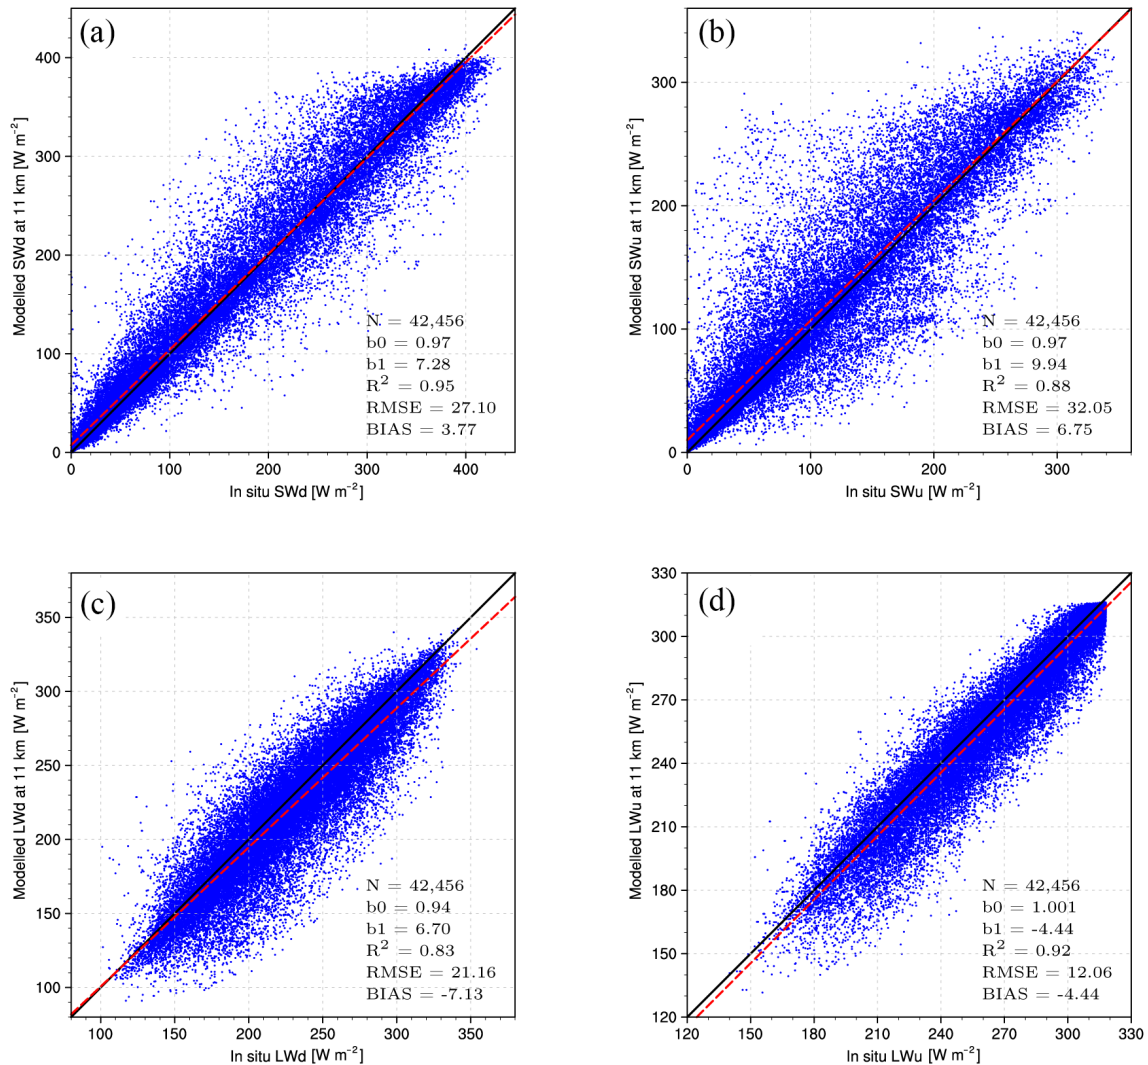 (a)
Modelled SWd at 11 km [W m⁻²]
400
300
200
100
0
N = 42,456
b0 = 0.97
b1 = 7.28
R² = 0.95
RMSE = 27.10
BIAS = 3.77
0 100 200 300 400
In situ SWd [W m⁻²]
(b)
Modelled SWu at 11 km [W m⁻²]
300
200
100
0
N = 42,456
b0 = 0.97
b1 = 9.94
R² = 0.88
RMSE = 32.05
BIAS = 6.75
0 100 200 300
In situ SWu [W m⁻²]
(c)
Modelled LWd at 11 km [W m⁻²]
350
300
250
200
150
100
N = 42,456
b0 = 0.94
b1 = 6.70
R² = 0.83
RMSE = 21.16
BIAS = -7.13
100 150 200 250 300 350
In situ LWd [W m⁻²]
(d)
Modelled LWu at 11 km [W m⁻²]
330
300
270
240
210
180
150
120
N = 42,456
b0 = 1.001
b1 = -4.44
R² = 0.92
RMSE = 12.06
BIAS = -4.44
120 150 180 210 240 270 300 330
In situ LWu [W m⁻²]